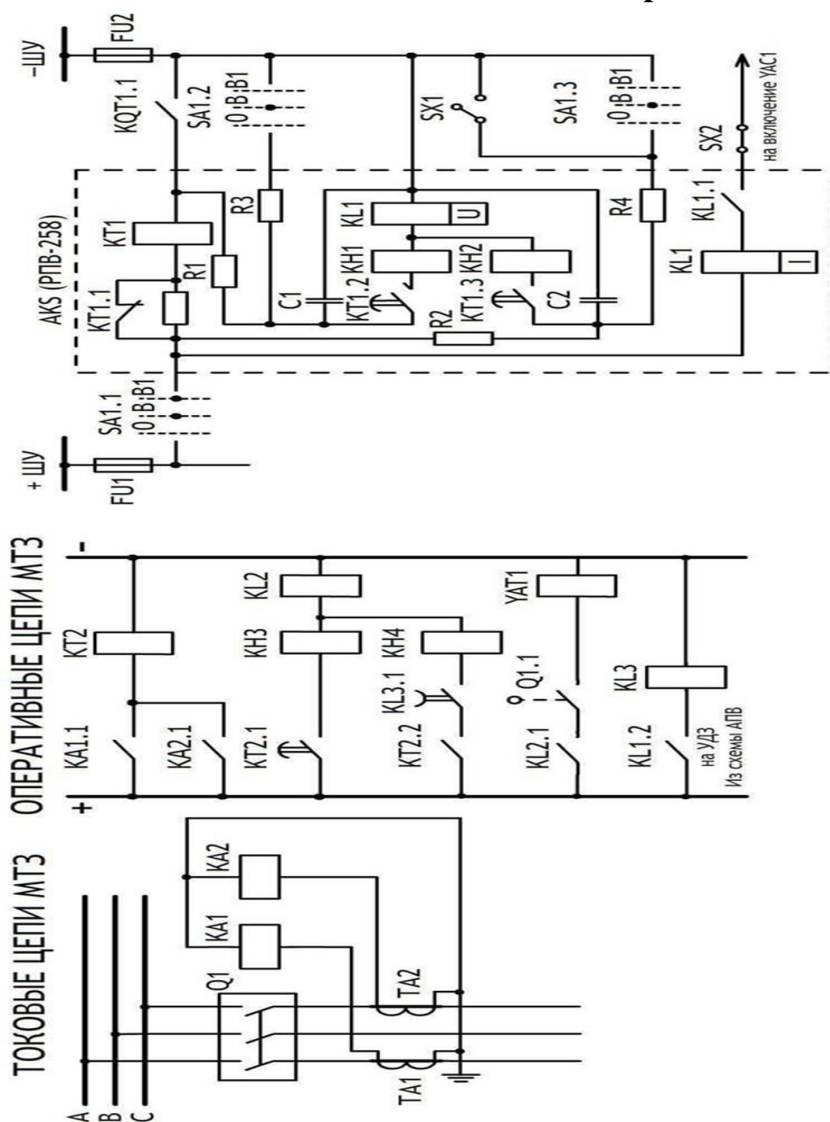 ТОКОВЫЕ ЦЕПИ МТЗ
A
B
C
Q1
KA1
KA2
TA1
TA2
ОПЕРАТИВНЫЕ ЦЕПИ МТЗ
+
-
KA1.1
KT2
KA2.1
KT2.1
KH3
KL2
KT2.2
KL3.1
KH4
KL2.1
Q1.1
YAT1
KL1.2
KL3
на УДЗ
Из схемы АПВ
+ ШУ
–ШУ
FU1
FU2
SA1.1
О В В1
AKS (РПВ-258)
KT1.1
KT1
KQT1.1
R1
R3
SA1.2
О В В1
C1
KT1.2
KH1
KL1
U
R2
KT1.3
KH2
SX1
C2
R4
SA1.3
О В В1
KL1
I
KL1.1
SX2
на включение YAC1